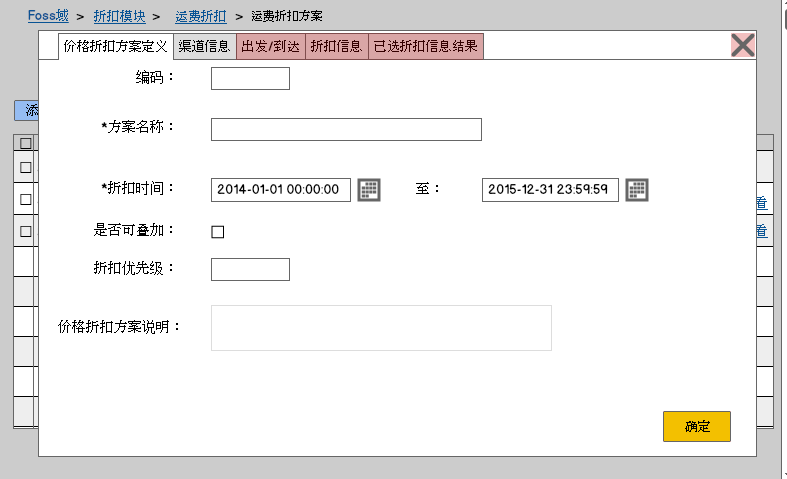 Foss域 > 折扣模块 > 运费折扣 > 运费折扣方案
价格折扣方案定义 渠道信息 出发/到达 折扣信息 已选折扣信息结果
编码：
添
*方案名称：
*折扣时间： 2014-01-01 00:00:00 至： 2015-12-31 23:59:59
看
是否可叠加：
看
折扣优先级：
价格折扣方案说明：
确定